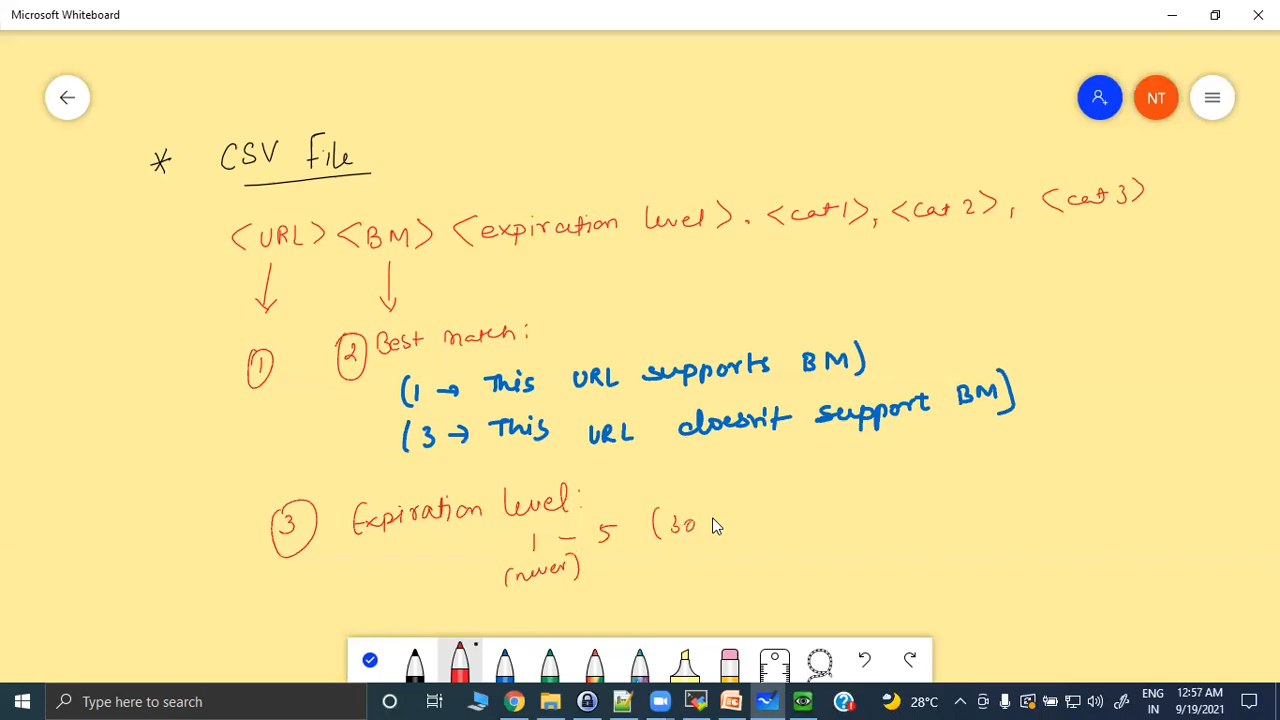 Microsoft Whiteboard
NT
* CSV File
<URL> <BM> <expiration level>. <cat 1>, <cat 2>, <cat 3>
1
2 Best match:
(1 → This URL supports BM)
(3 → This URL doesn't support BM)
3 Expiration level:
1 – 5 (30
(never)
Type here to search
28°C
ENG
IN
12:57 AM
9/19/2021